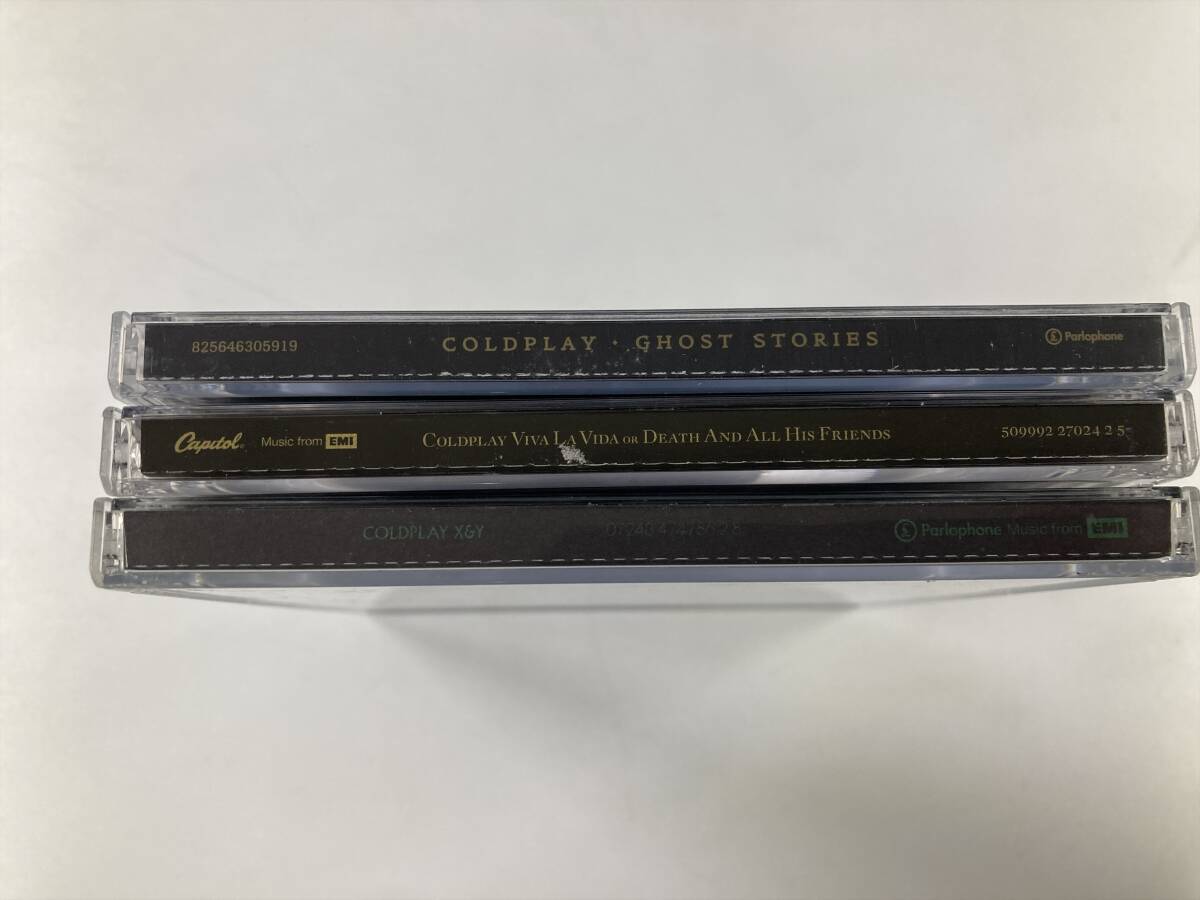 825646305919 COLDPLAY · GHOST STORIES Parlophone
Capitol Music from EMI COLDPLAY VIVA LA VIDA OR DEATH AND ALL HIS FRIENDS 509992 27024 2 5
COLDPLAY X&Y Parlophone Music from EMI